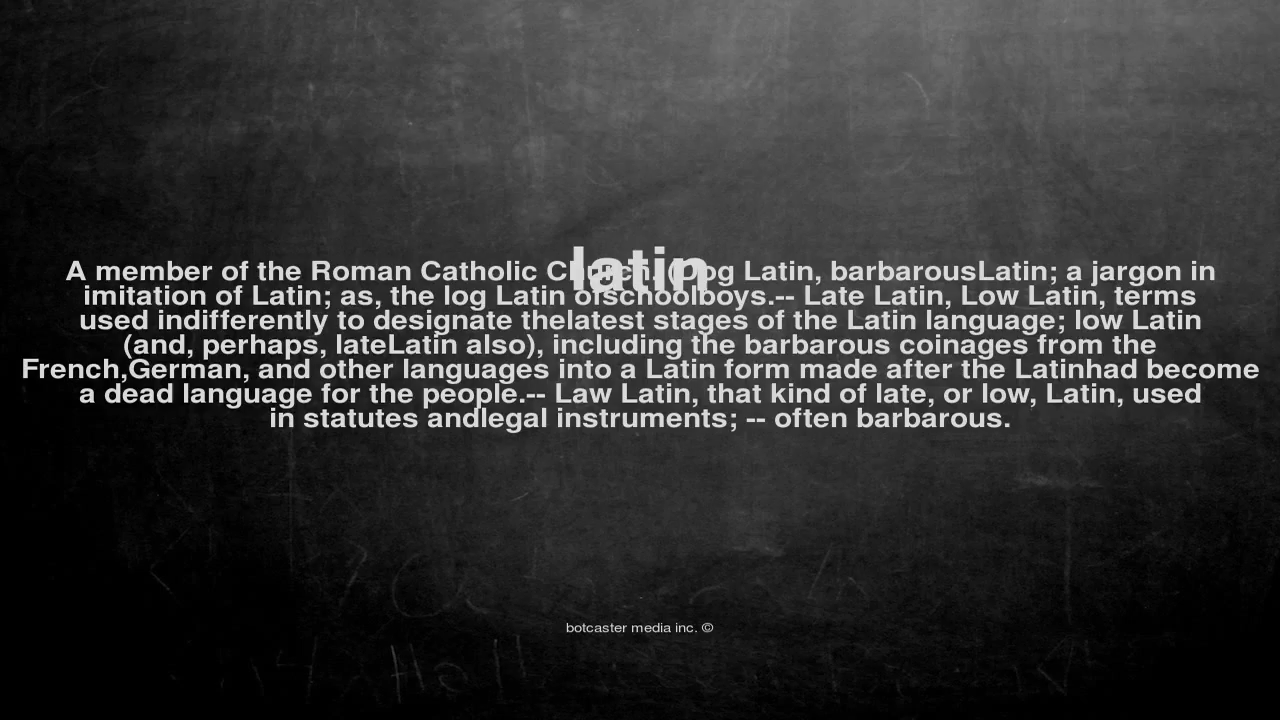 latin
A member of the Roman Catholic Church. (Dog Latin, barbarousLatin; a jargon in
imitation of Latin; as, the log Latin ofschoolboys.-- Late Latin, Low Latin, terms
used indifferently to designate thelatest stages of the Latin language; low Latin
(and, perhaps, lateLatin also), including the barbarous coinages from the
French,German, and other languages into a Latin form made after the Latinhad become
a dead language for the people.-- Law Latin, that kind of late, or low, Latin, used
in statutes andlegal instruments; -- often barbarous.
botcaster media inc. ©